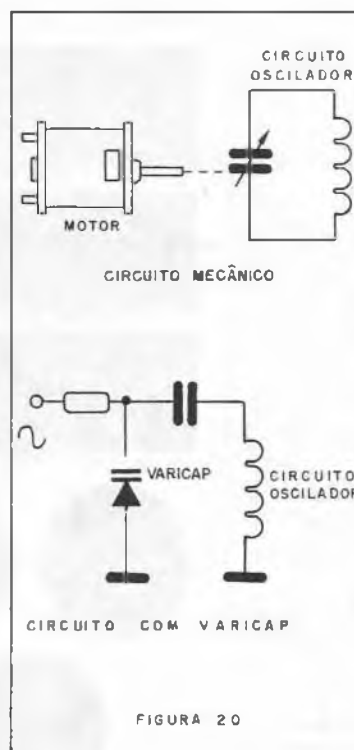 CIRCUITO
OSCILADOR
MOTOR
CIRCUITO MECÂNICO
VARICAP
CIRCUITO
OSCILADOR
CIRCUITO COM VARICAP
FIGURA 20